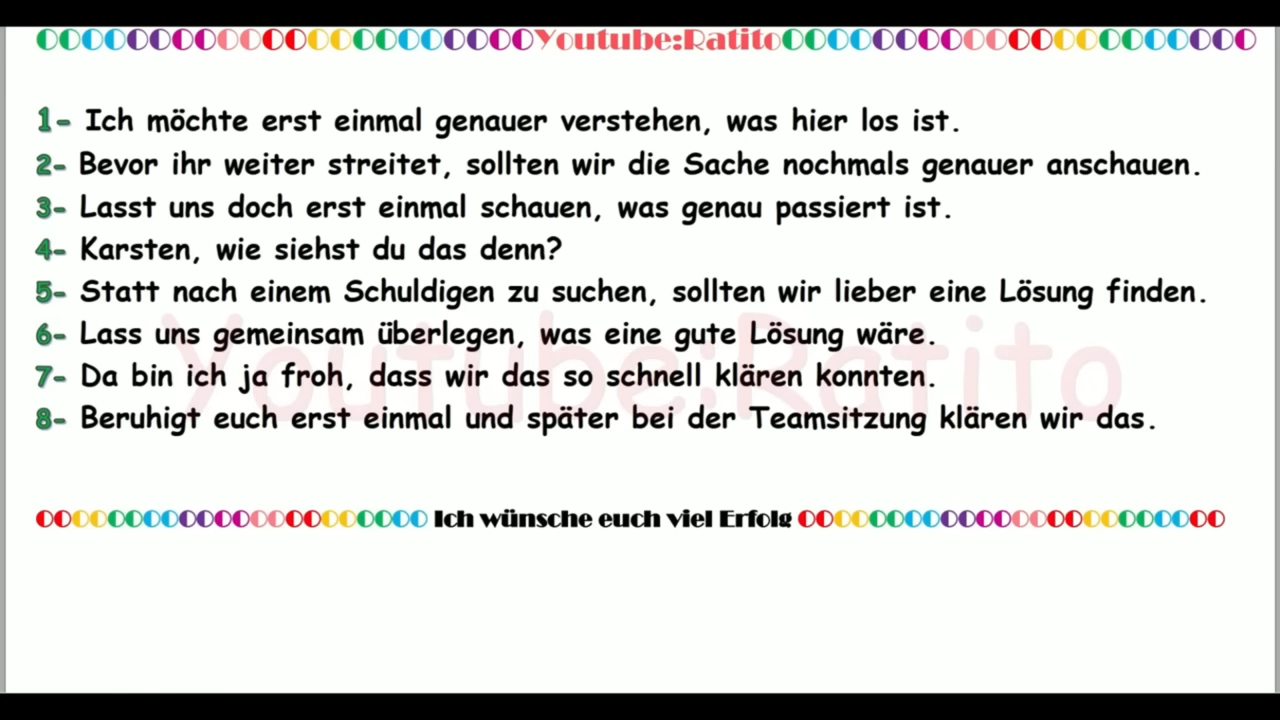 Youtube:Ratito
1- Ich möchte erst einmal genauer verstehen, was hier los ist.
2- Bevor ihr weiter streitet, sollten wir die Sache nochmals genauer anschauen.
3- Lasst uns doch erst einmal schauen, was genau passiert ist.
4- Karsten, wie siehst du das denn?
5- Statt nach einem Schuldigen zu suchen, sollten wir lieber eine Lösung finden.
6- Lass uns gemeinsam überlegen, was eine gute Lösung wäre.
Youtube:Ratito
7- Da bin ich ja froh, dass wir das so schnell klären konnten.
8- Beruhigt euch erst einmal und später bei der Teamsitzung klären wir das.
Ich wünsche euch viel Erfolg